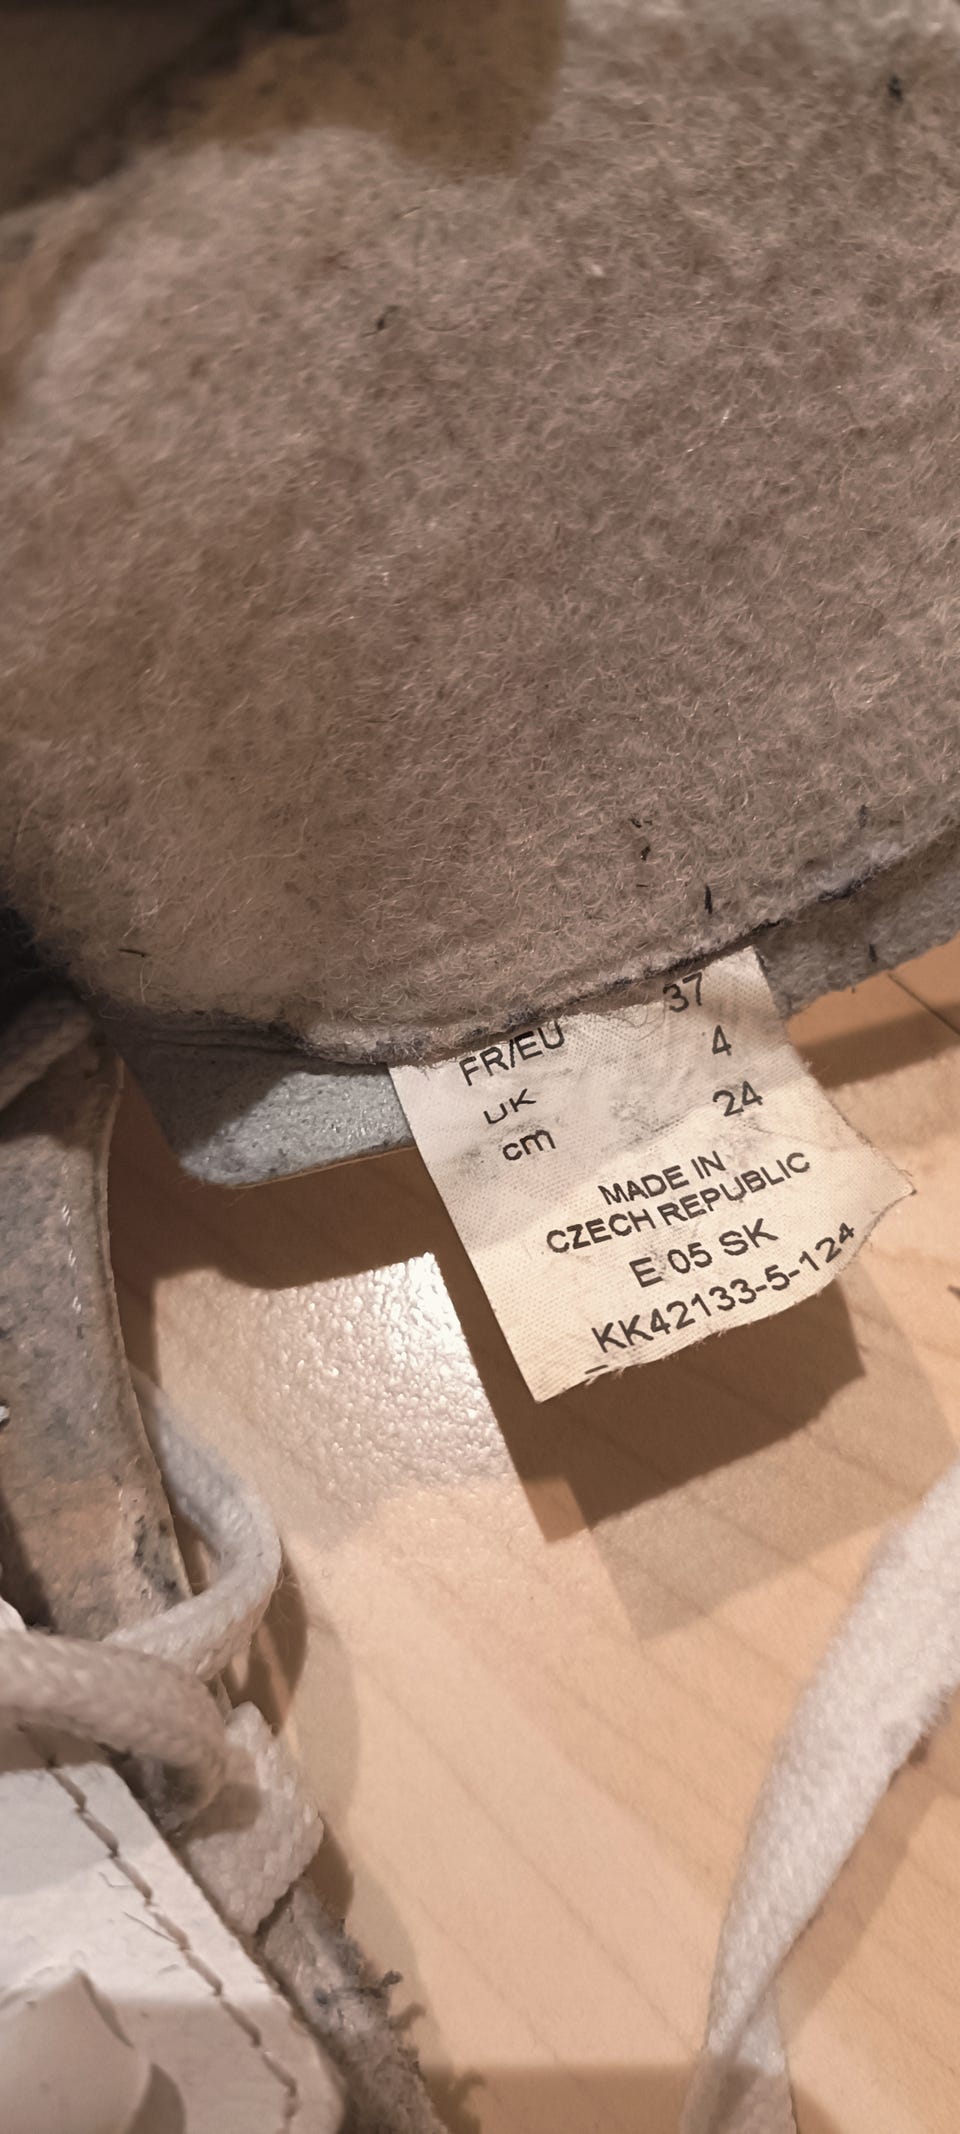 FR/EU 37
UK 4
cm 24
MADE IN
CZECH REPUBLIC
E 05 SK
KK42133-5-124